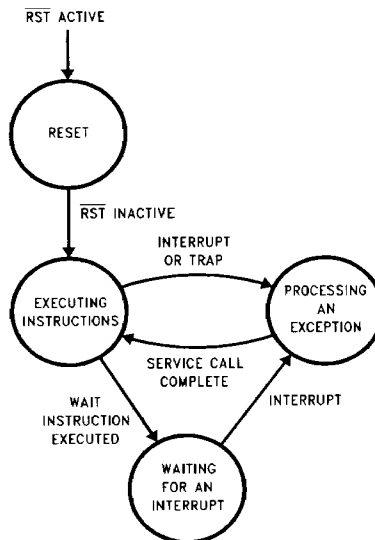 RST ACTIVE
RESET
RST INACTIVE
INTERRUPT
OR TRAP
EXECUTING
INSTRUCTIONS
PROCESSING
AN
EXCEPTION
SERVICE CALL
COMPLETE
WAIT
INSTRUCTION
EXECUTED
INTERRUPT
WAITING
FOR AN
INTERRUPT